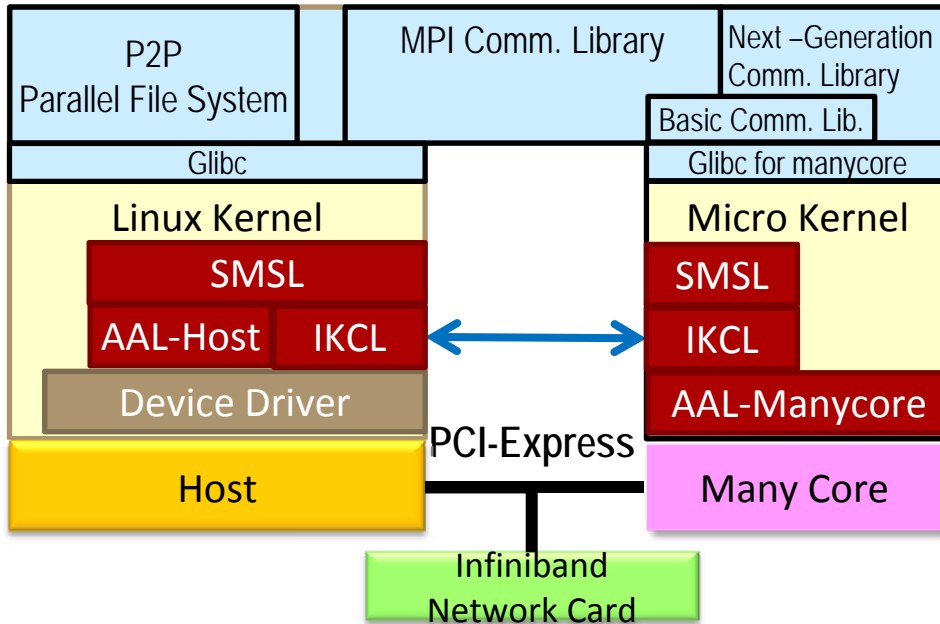 P2P
Parallel File System
MPI Comm. Library
Next –Generation
Comm. Library
Basic Comm. Lib.
Glibc
Glibc for manycore
Linux Kernel
Micro Kernel
SMSL
SMSL
AAL-Host
IKCL
IKCL
Device Driver
AAL-Manycore
PCI-Express
Host
Many Core
Infiniband
Network Card